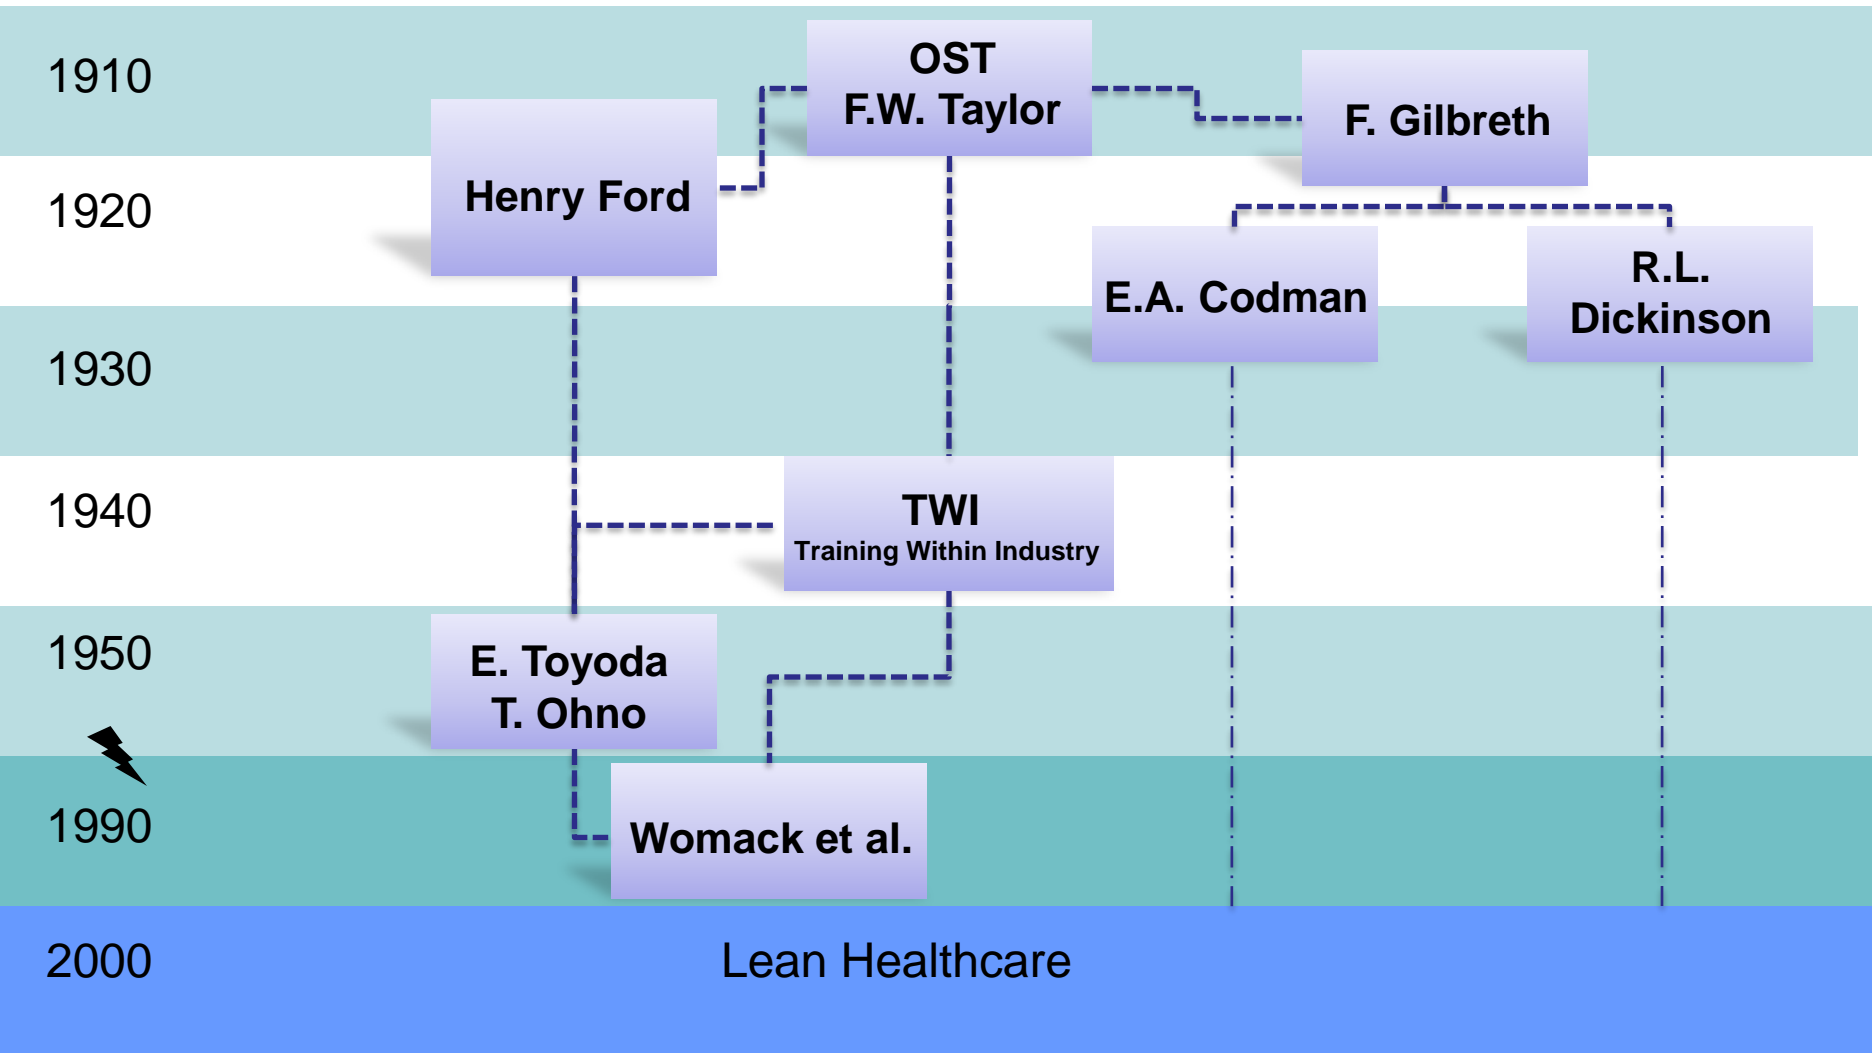 1910
OST
F.W. Taylor
F. Gilbreth
Henry Ford
1920
E.A. Codman
R.L.
Dickinson
1930
1940
TWI
Training Within Industry
1950
E. Toyoda
T. Ohno
1990
Womack et al.
2000
Lean Healthcare